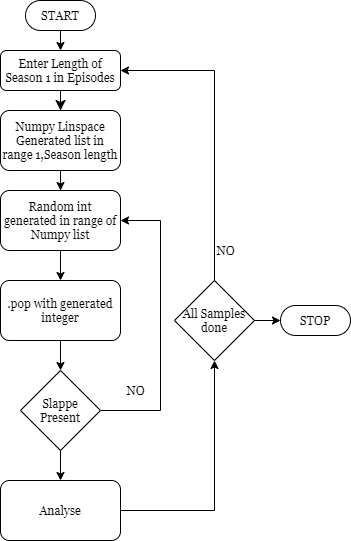 START
Enter Length of
Season 1 in Episodes
Numpy Linspace
Generated list in
range 1,Season length
Random int
generated in range of
Numpy list
.pop with generated
integer
Slappe
Present
NO
Analyse
All Samples
done
NO
STOP